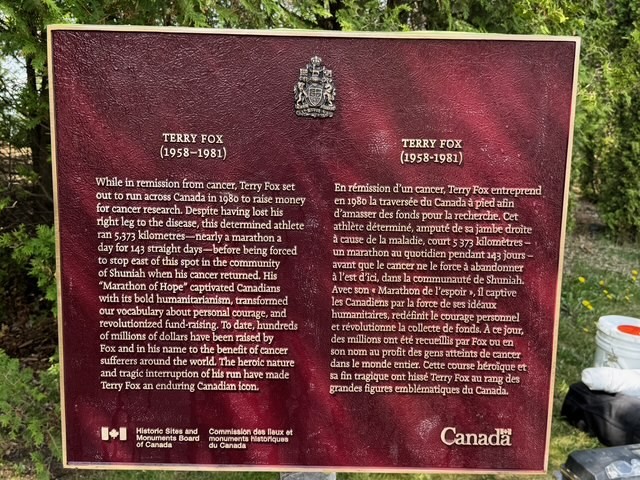 TERRY FOX
(1958–1981)
While in remission from cancer, Terry Fox set
out to run across Canada in 1980 to raise money
for cancer research. Despite having lost his
right leg to the disease, this determined athlete
ran 5,373 kilometres—nearly a marathon a
day for 143 straight days—before being forced
to stop east of this spot in the community
of Shuniah when his cancer returned. His
"Marathon of Hope" captivated Canadians
with its bold humanitarianism, transformed
our vocabulary about personal courage, and
revolutionized fund-raising. To date, hundreds
of millions of dollars have been raised by
Fox and in his name to the benefit of cancer
sufferers around the world. The heroic nature
and tragic interruption of his run have made
Terry Fox an enduring Canadian icon.
TERRY FOX
(1958-1981)
En rémission d'un cancer, Terry Fox entreprend
en 1980 la traversée du Canada à pied afin
d'amasser des fonds pour la recherche. Cet
athlète déterminé, amputé de sa jambe droite
à cause de la maladie, court 5 373 kilomètres –
un marathon au quotidien pendant 143 jours –
avant que le cancer ne le force à abandonner
à l'est d'ici, dans la communauté de Shuniah.
Avec son « Marathon de l'espoir », il captive
les Canadiens par la force de ses idéaux
humanitaires, redéfinit le courage personnel
et révolutionne la collecte de fonds. À ce jour,
des millions ont été recueillis par Fox ou en
son nom au profit des gens atteints de cancer
dans le monde entier. Cette course héroïque et
sa fin tragique ont hissé Terry Fox au rang des
grandes figures emblématiques du Canada.
Historic Sites and
Monuments Board
of Canada
Commission des lieux et
monuments historiques
du Canada
Canada